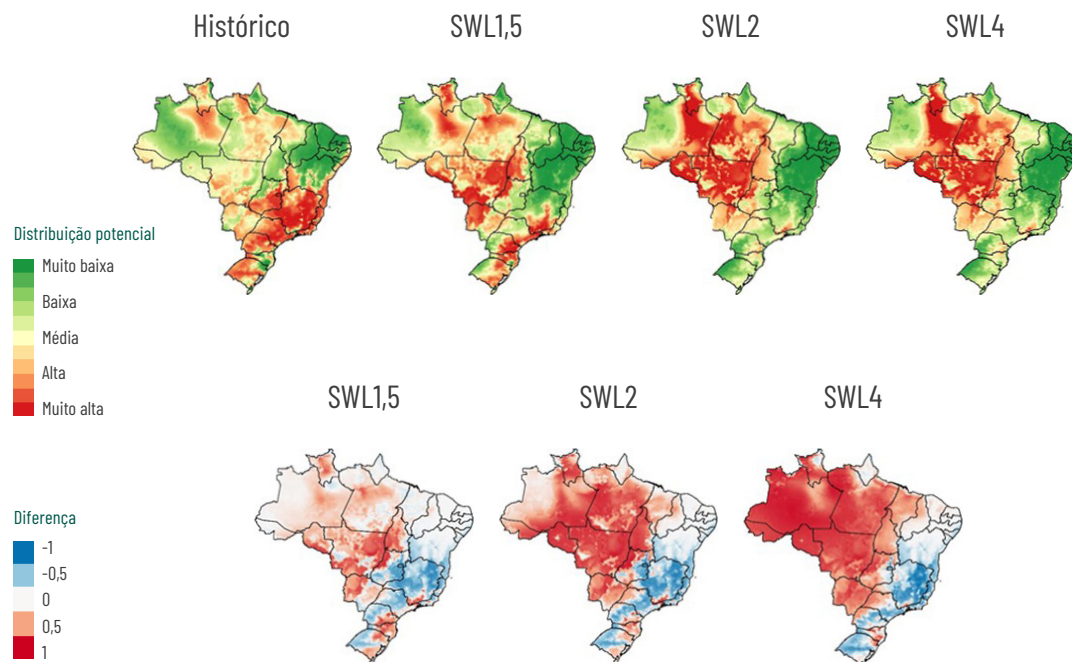 Histórico
SWL1,5
SWL2
SWL4
Distribuição potencial
Muito baixa
Baixa
Média
Alta
Muito alta
SWL1,5
SWL2
SWL4
Diferença
-1
-0,5
0
0,5
1